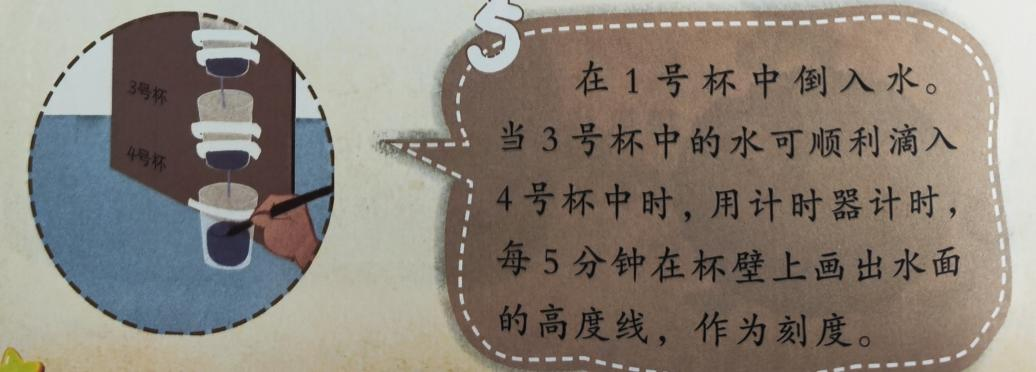 3号杯
4号杯
5
在1号杯中倒入水。
当3号杯中的水可顺利滴入
4号杯中时，用计时器计时，
每5分钟在杯壁上画出水面
的高度线，作为刻度。